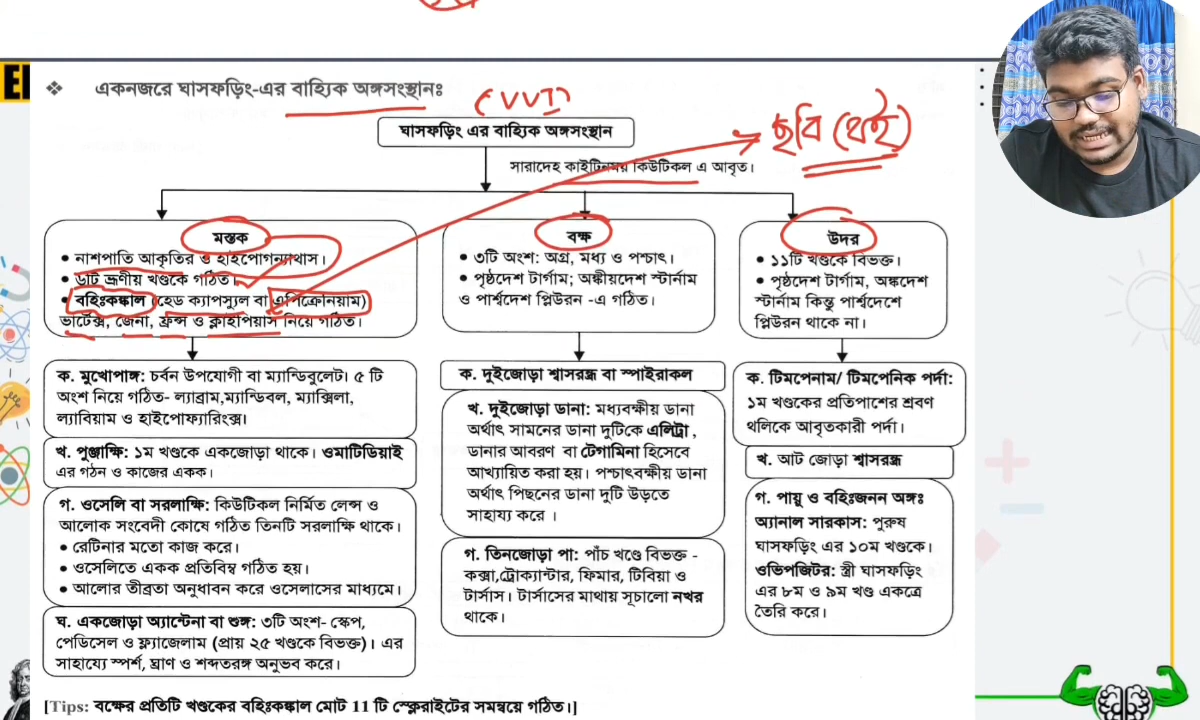 ❖ একনজরে ঘাসফড়িং-এর বাহ্যিক অঙ্গসংস্থানঃ
(VVI)
ঘাসফড়িং এর বাহ্যিক অঙ্গসংস্থান
ছবি (বই)
সারাদেহ কাইটিনময় কিউটিকল এ আবৃত।
মস্তক
• নাশপাতি আকৃতির ও হাইপোগন্যাথাস।
• ৬টি ভ্রূণীয় খণ্ডকে গঠিত।
• বহিঃকঙ্কাল (হেড ক্যাপস্যুল বা এপিক্রেনিয়াম)
ভার্টেক্স, জেনা, ফ্রন্স ও ক্লাইপিয়াস নিয়ে গঠিত।
ক. মুখোপাঙ্গ: চর্বন উপযোগী বা ম্যান্ডিবুলেট। ৫ টি
অংশ নিয়ে গঠিত- ল্যাব্রাম,ম্যান্ডিবল, ম্যাক্সিলা,
ল্যাবিয়াম ও হাইপোফ্যারিংক্স।
খ. পুঞ্জাক্ষি: ১ম খণ্ডকে একজোড়া থাকে। ওমাটিডিয়াই
এর গঠন ও কাজের একক।
গ. ওসেলি বা সরলাক্ষি: কিউটিকল নির্মিত লেন্স ও
আলোক সংবেদী কোষে গঠিত তিনটি সরলাক্ষি থাকে।
• রেটিনার মতো কাজ করে।
• ওসেলিতে একক প্রতিবিম্ব গঠিত হয়।
• আলোর তীব্রতা অনুধাবন করে ওসেলাসের মাধ্যমে।
ঘ. একজোড়া অ্যান্টেনা বা শুঙ্গ: ৩টি অংশ- স্কেপ,
পেডিসেল ও ফ্ল্যাজেলাম (প্রায় ২৫ খণ্ডকে বিভক্ত)। এর
সাহায্যে স্পর্শ, ঘ্রাণ ও শব্দতরঙ্গ অনুভব করে।
বক্ষ
• ৩টি অংশ: অগ্র, মধ্য ও পশ্চাৎ।
• পৃষ্ঠদেশ টার্গাম; অঙ্কীয়দেশ স্টার্নাম
ও পার্শ্বদেশ প্লিউরন -এ গঠিত।
ক. দুইজোড়া শ্বাসরন্ধ্র বা স্পাইরাকল
খ. দুইজোড়া ডানা: মধ্যবক্ষীয় ডানা
অর্থাৎ সামনের ডানা দুটিকে এলিট্রা ,
ডানার আবরণ বা টেগামিনা হিসেবে
আখ্যায়িত করা হয়। পশ্চাৎবক্ষীয় ডানা
অর্থাৎ পিছনের ডানা দুটি উড়তে
সাহায্য করে ।
গ. তিনজোড়া পা: পাঁচ খণ্ডে বিভক্ত -
কক্সা,ট্রোক্যান্টার, ফিমার, টিবিয়া ও
টার্সাস। টার্সাসের মাথায় সূচালো নখর
থাকে।
উদর
• ১১টি খণ্ডকে বিভক্ত।
• পৃষ্ঠদেশ টার্গাম, অঙ্কদেশ
স্টার্নাম কিন্তু পার্শ্বদেশে
প্লিউরন থাকে না।
ক. টিমপেনাম/ টিমপেনিক পর্দা:
১ম খণ্ডকের প্রতিপাশের শ্রবণ
থলিকে আবৃতকারী পর্দা।
খ. আট জোড়া শ্বাসরন্ধ্র
গ. পায়ু ও বহিঃজনন অঙ্গঃ
অ্যানাল সারকাস: পুরুষ
ঘাসফড়িং এর ১০ম খণ্ডকে।
ওভিপজিটর: স্ত্রী ঘাসফড়িং
এর ৮ম ও ৯ম খণ্ড একত্রে
তৈরি করে।
[Tips: বক্ষের প্রতিটি খণ্ডকের বহিঃকঙ্কাল মোট 11 টি স্ক্লেরাইটের সমন্বয়ে গঠিত।]